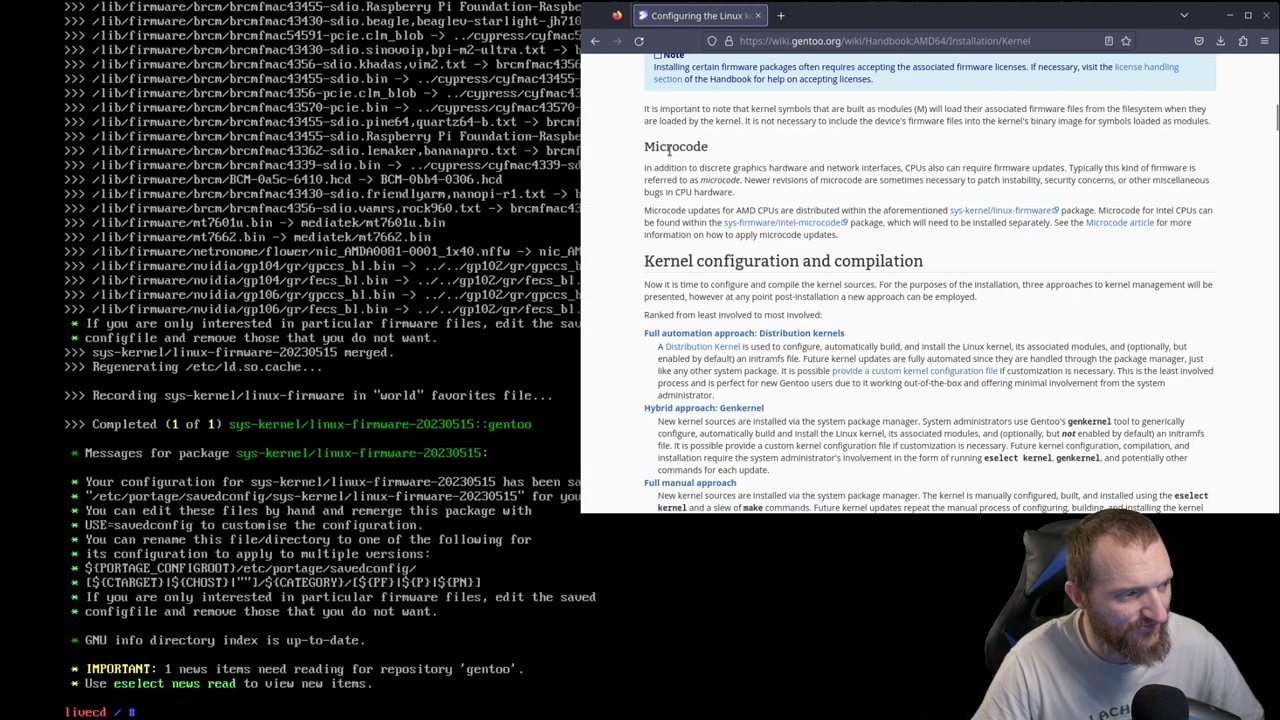 >>> /lib/firmware/brcm/brcmfmac43455-sdio.Raspberry Pi Foundation-Raspbe
>>> /lib/firmware/brcm/brcmfmac43430-sdio.beagle,beaglev-starlight-jh710
>>> /lib/firmware/brcm/brcmfmac54591-pcie.clm_blob -> ../cypress/cyfmac5
>>> /lib/firmware/brcm/brcmfmac43430-sdio.sinovoip,bpi-m2-ultra.txt -> b
>>> /lib/firmware/brcm/brcmfmac4356-sdio.khadas,vim2.txt -> brcmfmac4356
>>> /lib/firmware/brcm/brcmfmac43455-sdio.bin -> ../cypress/cyfmac43455-
>>> /lib/firmware/brcm/brcmfmac4356-pcie.clm_blob -> ../cypress/cyfmac43
>>> /lib/firmware/brcm/brcmfmac43570-pcie.bin -> ../cypress/cyfmac43570-
>>> /lib/firmware/brcm/brcmfmac43455-sdio.pine64,quartz64-b.txt -> brcmf
>>> /lib/firmware/brcm/brcmfmac43455-sdio.Raspberry Pi Foundation-Raspbe
>>> /lib/firmware/brcm/brcmfmac43362-sdio.lemaker,bananapro.txt -> brcmf
>>> /lib/firmware/brcm/brcmfmac4339-sdio.bin -> ../cypress/cyfmac4339-sd
>>> /lib/firmware/brcm/BCM-0a5c-6410.hcd -> BCM-0bb4-0306.hcd
>>> /lib/firmware/brcm/brcmfmac43430-sdio.friendlyarm,nanopi-r1.txt -> b
>>> /lib/firmware/brcm/brcmfmac4356-sdio.vamrs,rock960.txt -> brcmfmac43
>>> /lib/firmware/mt7601u.bin -> mediatek/mt7601u.bin
>>> /lib/firmware/mt7662.bin -> mediatek/mt7662.bin
>>> /lib/firmware/netronome/flower/nic_AMDA0081-0001_1x40.nffw -> nic_AM
>>> /lib/firmware/nvidia/gp104/gr/gpccs_bl.bin -> ../../gp102/gr/gpccs_b
>>> /lib/firmware/nvidia/gp104/gr/fecs_bl.bin -> ../../gp102/gr/fecs_bl.
>>> /lib/firmware/nvidia/gp106/gr/gpccs_bl.bin -> ../../gp102/gr/gpccs_b
>>> /lib/firmware/nvidia/gp106/gr/fecs_bl.bin -> ../../gp102/gr/fecs_bl.
* If you are only interested in particular firmware files, edit the sav
* configfile and remove those that you do not want.
>>> sys-kernel/linux-firmware-20230515 merged.
>>> Regenerating /etc/ld.so.cache...
>>> Recording sys-kernel/linux-firmware in "world" favorites file...
>>> Completed (1 of 1) sys-kernel/linux-firmware-20230515::gentoo
* Messages for package sys-kernel/linux-firmware-20230515:
* Your configuration for sys-kernel/linux-firmware-20230515 has been sa
* "/etc/portage/savedconfig/sys-kernel/linux-firmware-20230515" for you
* You can edit these files by hand and remerge this package with
* USE=savedconfig to customise the configuration.
* You can rename this file/directory to one of the following for
* its configuration to apply to multiple versions:
* ${PORTAGE_CONFIGROOT}/etc/portage/savedconfig/
* [${CTARGET}|${CHOST}|""]/${CATEGORY}/[${PF}|${P}|${PN}]
* If you are only interested in particular firmware files, edit the saved
* configfile and remove those that you do not want.
* GNU info directory index is up-to-date.
* IMPORTANT: 1 news items need reading for repository 'gentoo'.
* Use eselect news read to view new items.
livecd / #
Configuring the Linux k
https://wiki.gentoo.org/wiki/Handbook:AMD64/Installation/Kernel
Note
Installing certain firmware packages often requires accepting the associated firmware licenses. If necessary, visit the license handling
section of the Handbook for help on accepting licenses.
It is important to note that kernel symbols that are built as modules (M) will load their associated firmware files from the filesystem when they
are loaded by the kernel. It is not necessary to include the device's firmware files into the kernel's binary image for symbols loaded as modules.
Microcode
In addition to discrete graphics hardware and network interfaces, CPUs also can require firmware updates. Typically this kind of firmware is
referred to as microcode. Newer revisions of microcode are sometimes necessary to patch instability, security concerns, or other miscellaneous
bugs in CPU hardware.
Microcode updates for AMD CPUs are distributed within the aforementioned sys-kernel/linux-firmware package. Microcode for intel CPUs can
be found within the sys-firmware/intel-microcode package, which will need to be installed separately. See the Microcode article for more
information on how to apply microcode updates.
Kernel configuration and compilation
Now it is time to configure and compile the kernel sources. For the purposes of the installation, three approaches to kernel management will be
presented, however at any point post-installation a new approach can be employed.
Ranked from least involved to most involved:
Full automation approach: Distribution kernels
A Distribution Kernel is used to configure, automatically build, and install the Linux kernel, its associated modules, and (optionally, but
enabled by default) an initramfs file. Future kernel updates are fully automated since they are handled through the package manager, just
like any other system package. It is possible provide a custom kernel configuration file if customization is necessary. This is the least involved
process and is perfect for new Gentoo users due to it working out-of-the-box and offering minimal involvement from the system
administrator.
Hybrid approach: Genkernel
New kernel sources are installed via the system package manager. System administrators use Gentoo's genkernel tool to generically
configure, automatically build and install the Linux kernel, its associated modules, and (optionally, but not enabled by default) an initramfs
file. It is possible provide a custom kernel configuration file if customization is necessary. Future kernel configuration, compilation, and
installation require the system administrator's involvement in the form of running eselect kernel, genkernel, and potentially other
commands for each update.
Full manual approach
New kernel sources are installed via the system package manager. The kernel is manually configured, built, and installed using the eselect
kernel and a slew of make commands. Future kernel updates repeat the manual process of configuring, building, and installing the kernel